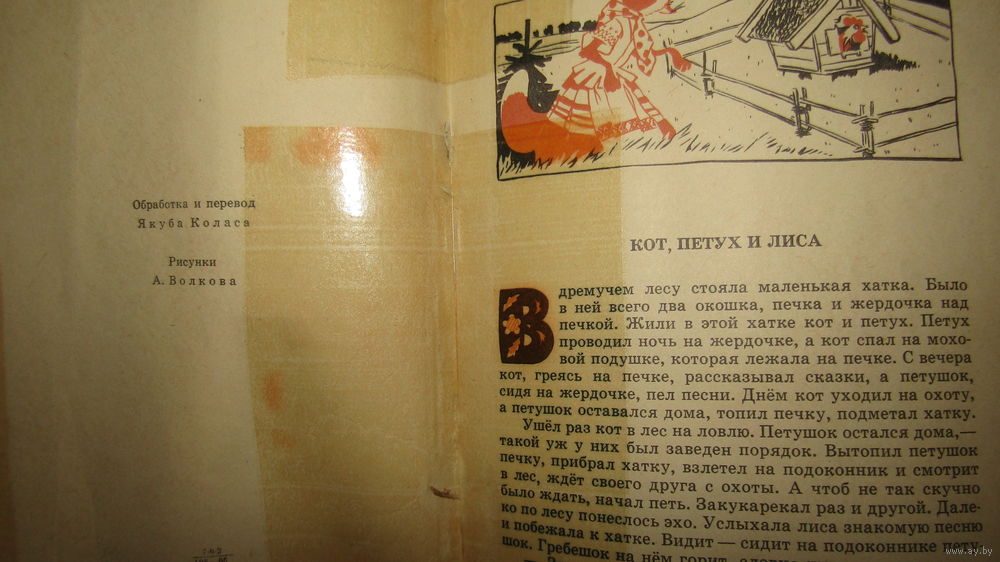 Обработка и перевод
Якуба Коласа
Рисунки
А. Волкова
КОТ, ПЕТУХ И ЛИСА
В дремучем лесу стояла маленькая хатка. Было
в ней всего два окошка, печка и жердочка над
печкой. Жили в этой хатке кот и петух. Петух
проводил ночь на жердочке, а кот спал на мохо-
вой подушке, которая лежала на печке. С вечера
кот, греясь на печке, рассказывал сказки, а петушок,
сидя на жердочке, пел песни. Днём кот уходил на охоту,
а петушок оставался дома, топил печку, подметал хатку.
Ушёл раз кот в лес на ловлю. Петушок остался дома,—
такой уж у них был заведен порядок. Вытопил петушок
печку, прибрал хатку, взлетел на подоконник и смотрит
в лес, ждёт своего друга с охоты. А чтоб не так скучно
было ждать, начал петь. Закукарекал раз и другой. Дале-
ко по лесу понеслось эхо. Услыхала лиса знакомую песню
и побежала к хатке. Видит — сидит на подоконнике пету-
шок. Гребешок на нём горит,
www.ay.by